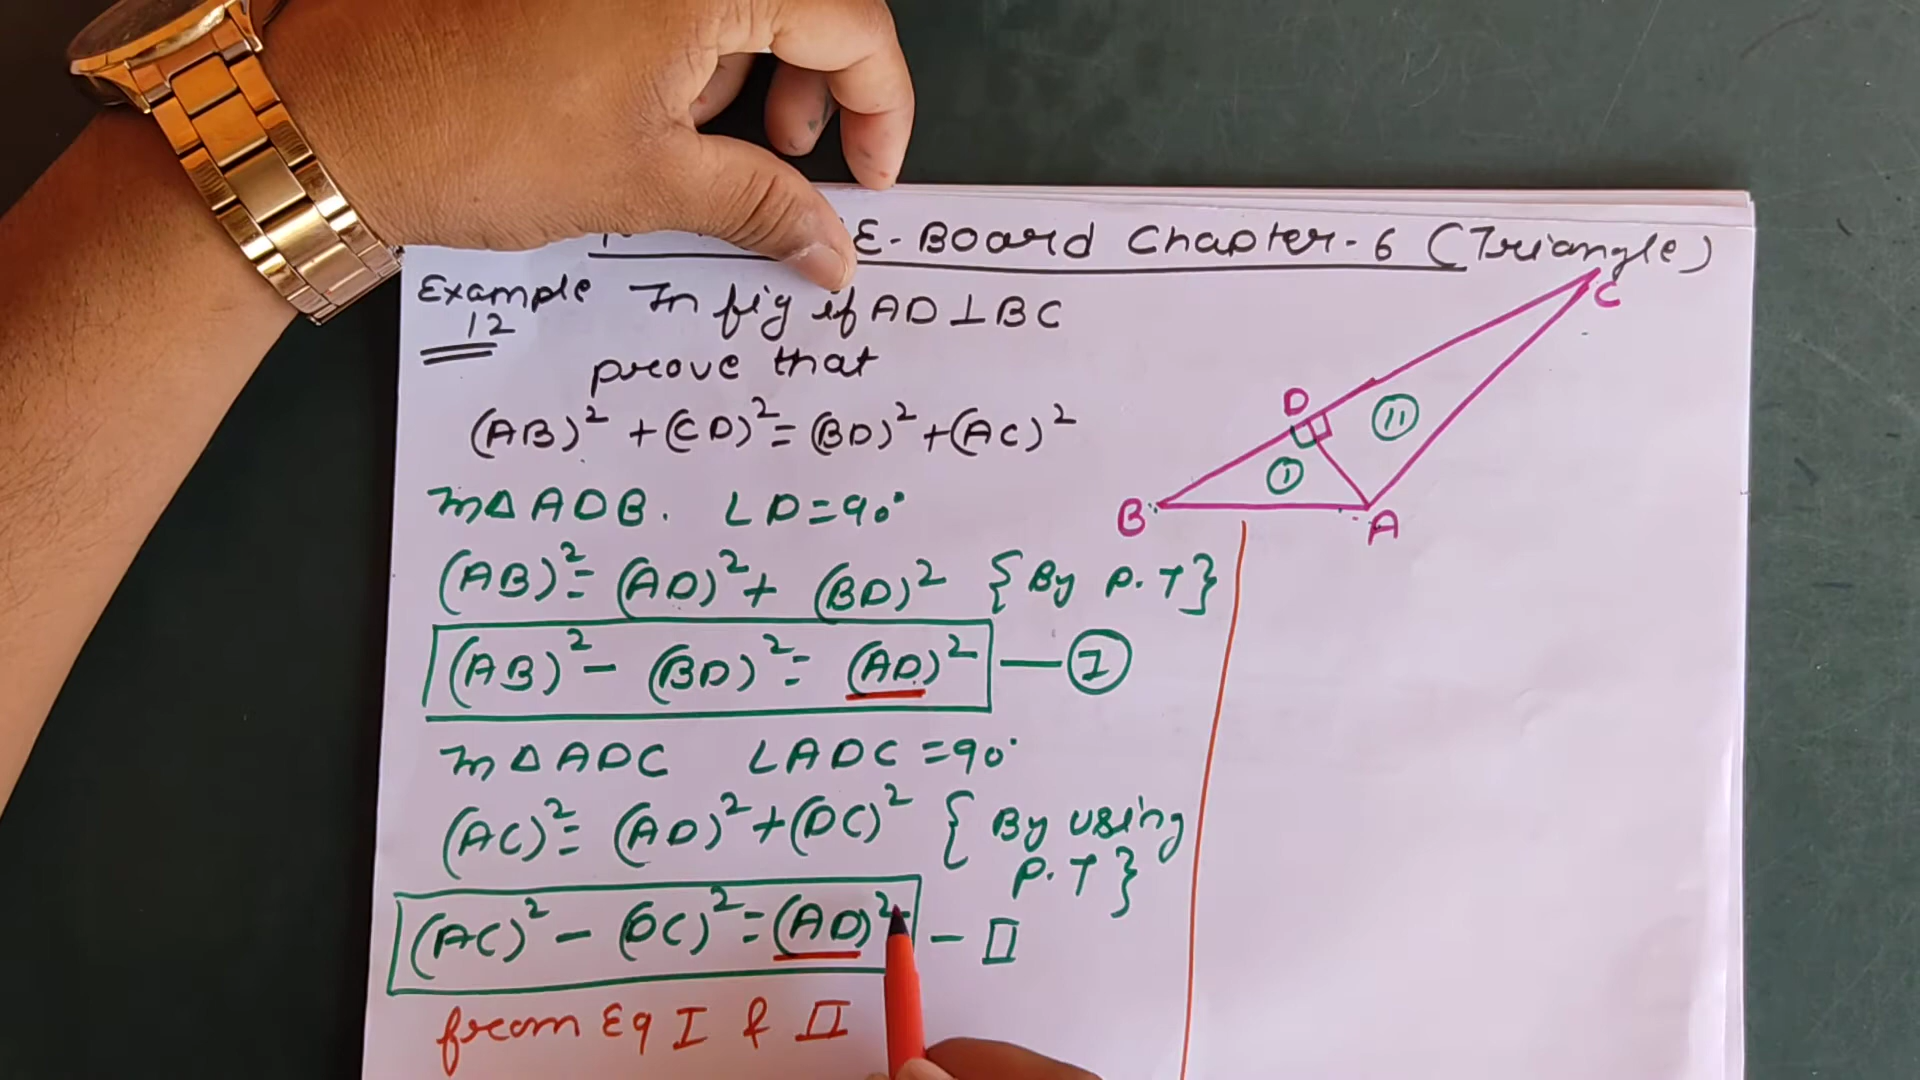 E-Board Chapter-6 (Triangle)
Example 12
In fig if AD⊥BC
prove that
(AB)²+(CD)²=(BD)²+(AC)²
In△ADB. ∠D=90°
(AB)²=(AD)²+(BD)² {By P.T}
(AB)²-(BD)²=(AD)² — I
In△ADC ∠ADC=90°
(AC)²=(AD)²+(DC)² {By using
P.T}
(AC)²-(DC)²=(AD)² - II
from Eq I & II
C
D
II
I
B
A